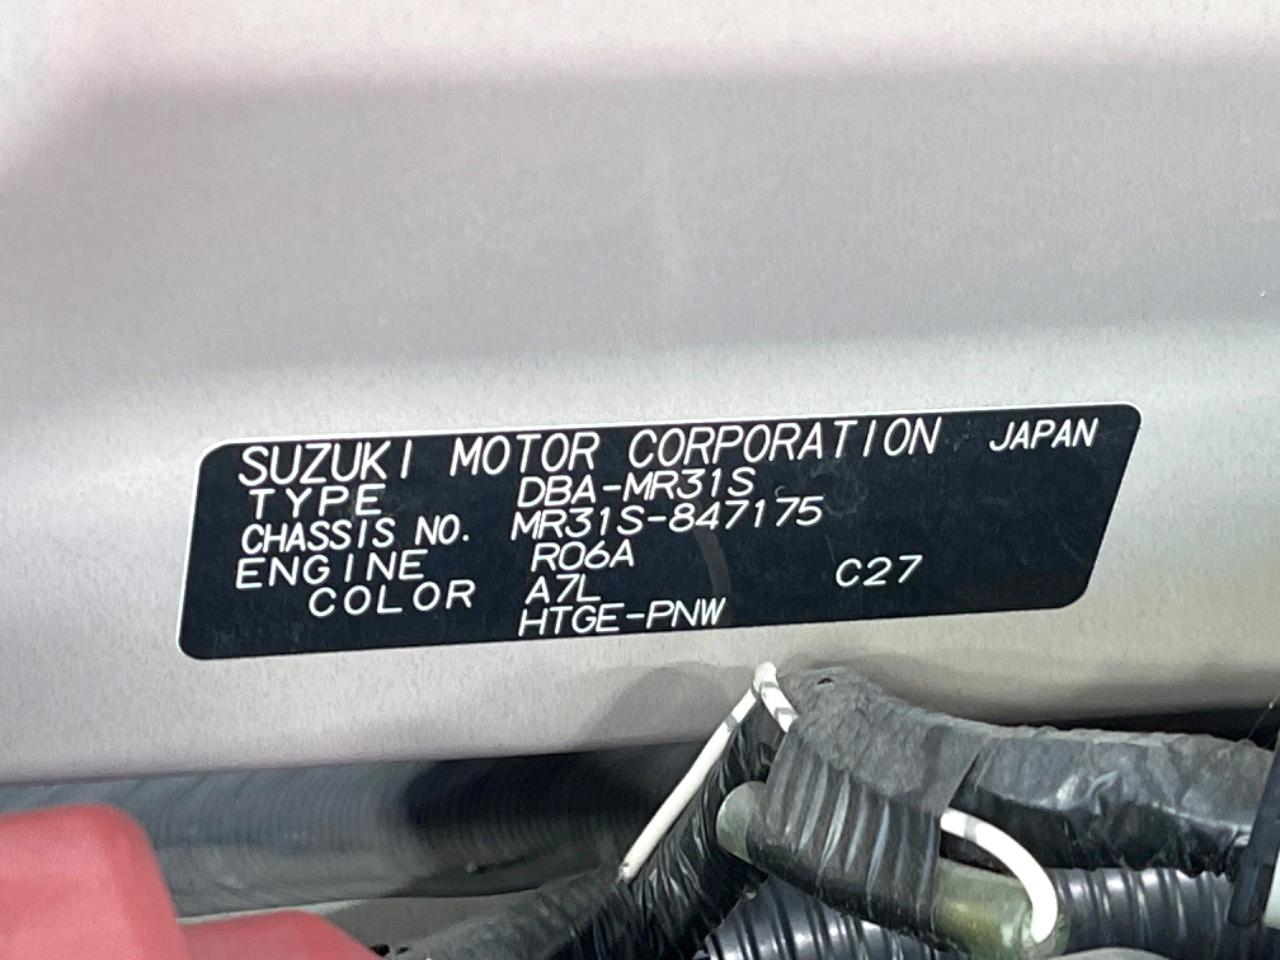 SUZUKI MOTOR CORPORATION JAPAN
TYPE DBA-MR31S
CHASSIS NO. MR31S-847175
ENGINE R06A
COLOR A7L C27
HTGE-PNW